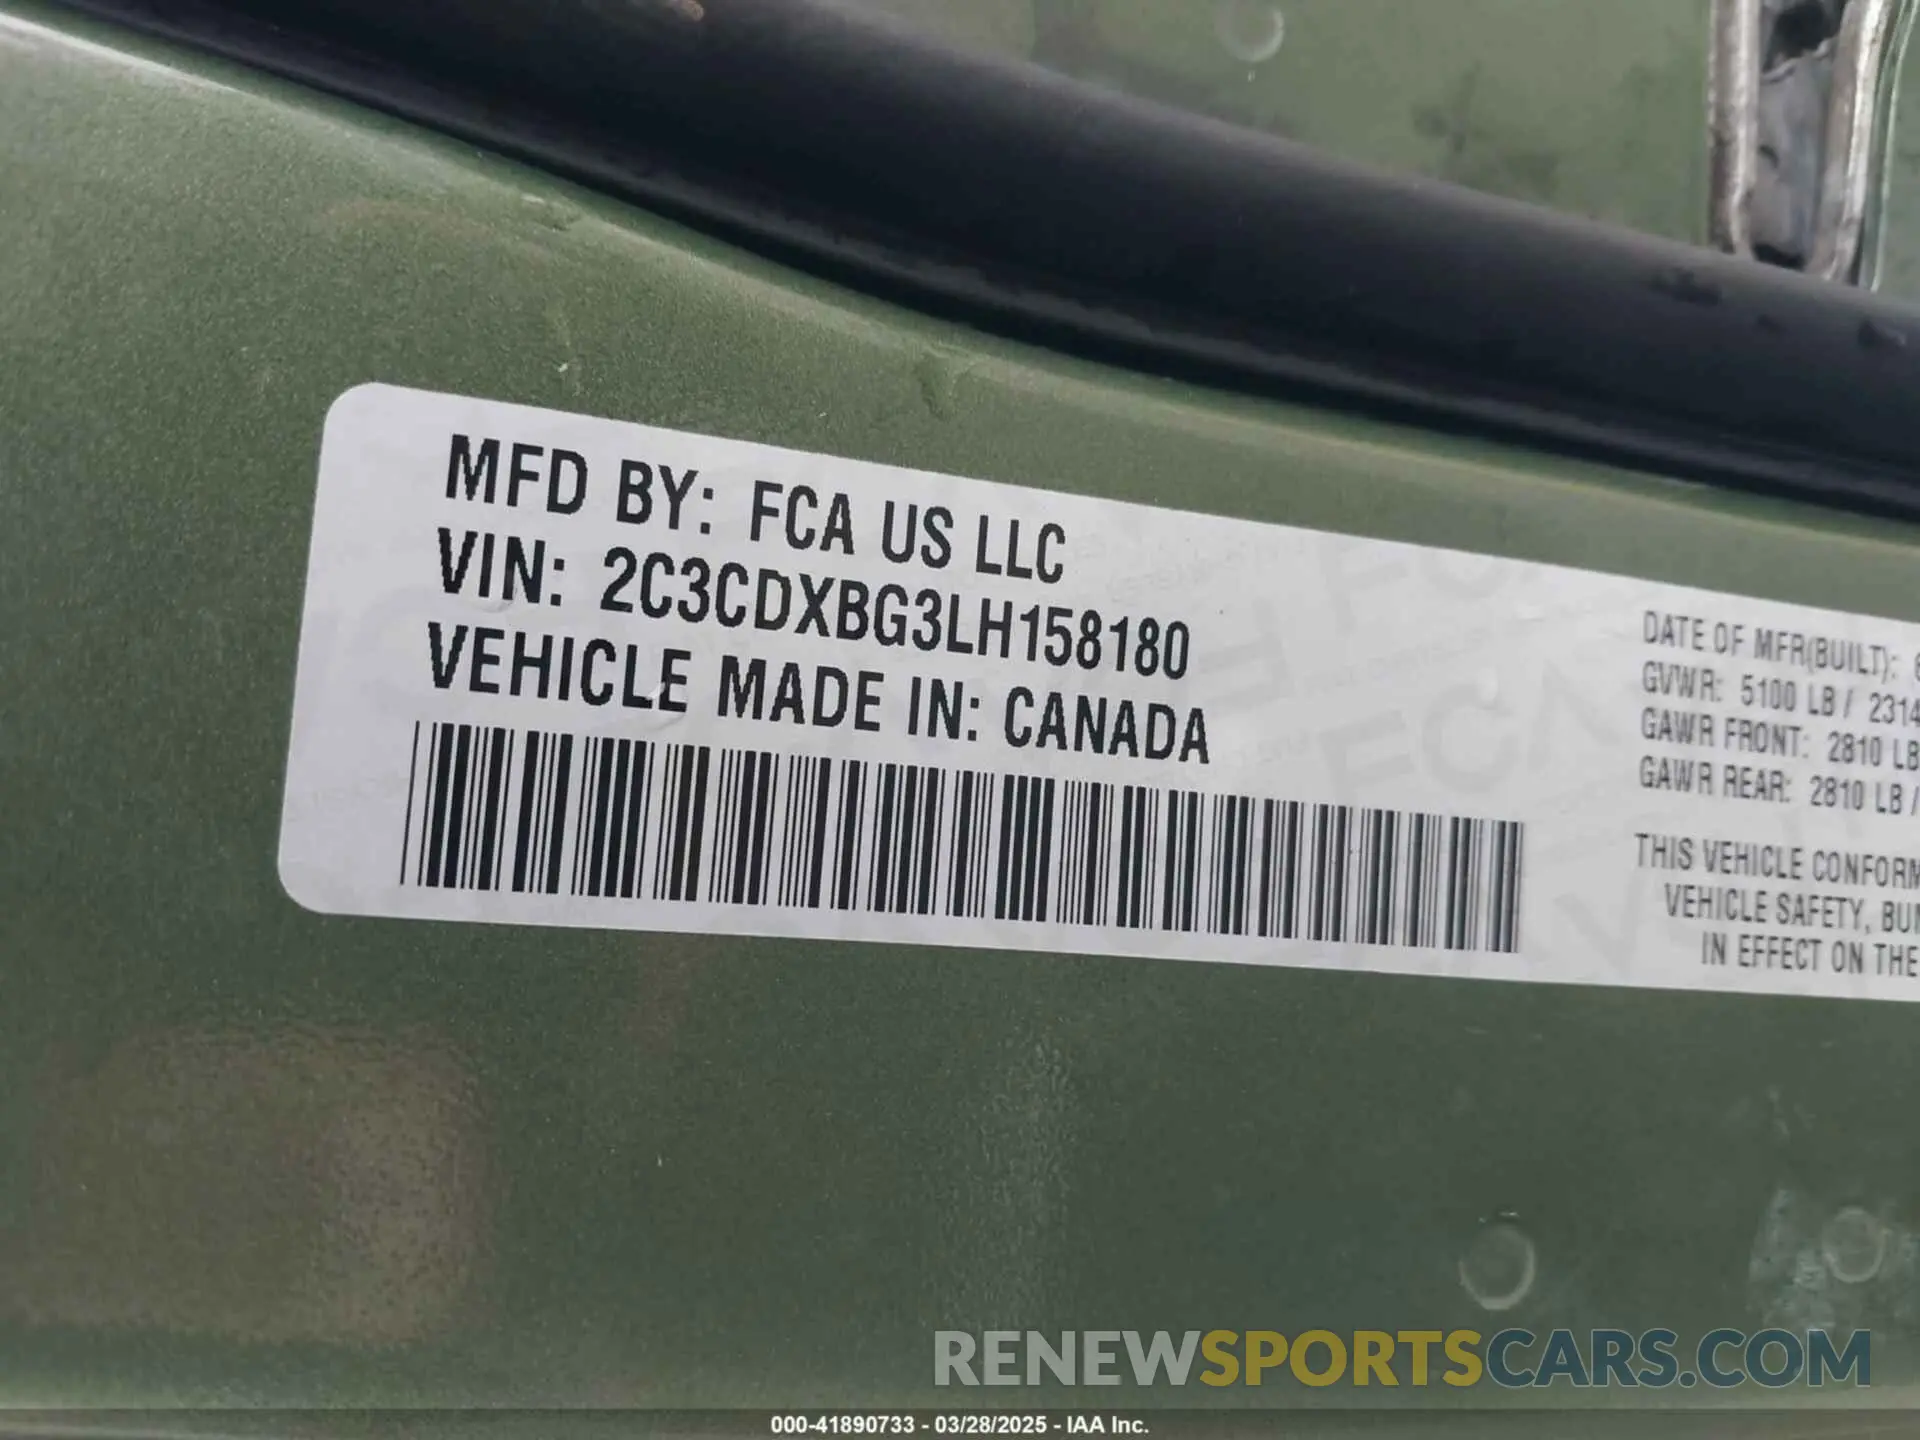 MFD BY: FCA US LLC
VIN: 2C3CDXBG3LH158180
VEHICLE MADE IN: CANADA
DATE OF MFR(BUILT):
GVWR: 5100 LB / 2314
GAWR FRONT: 2810 LB
GAWR REAR: 2810 LB /
THIS VEHICLE CONFORM
VEHICLE SAFETY, BUM
IN EFFECT ON THE
RENEWSPORTSCARS.COM
000-41890733 - 03/28/2025 - IAA Inc.